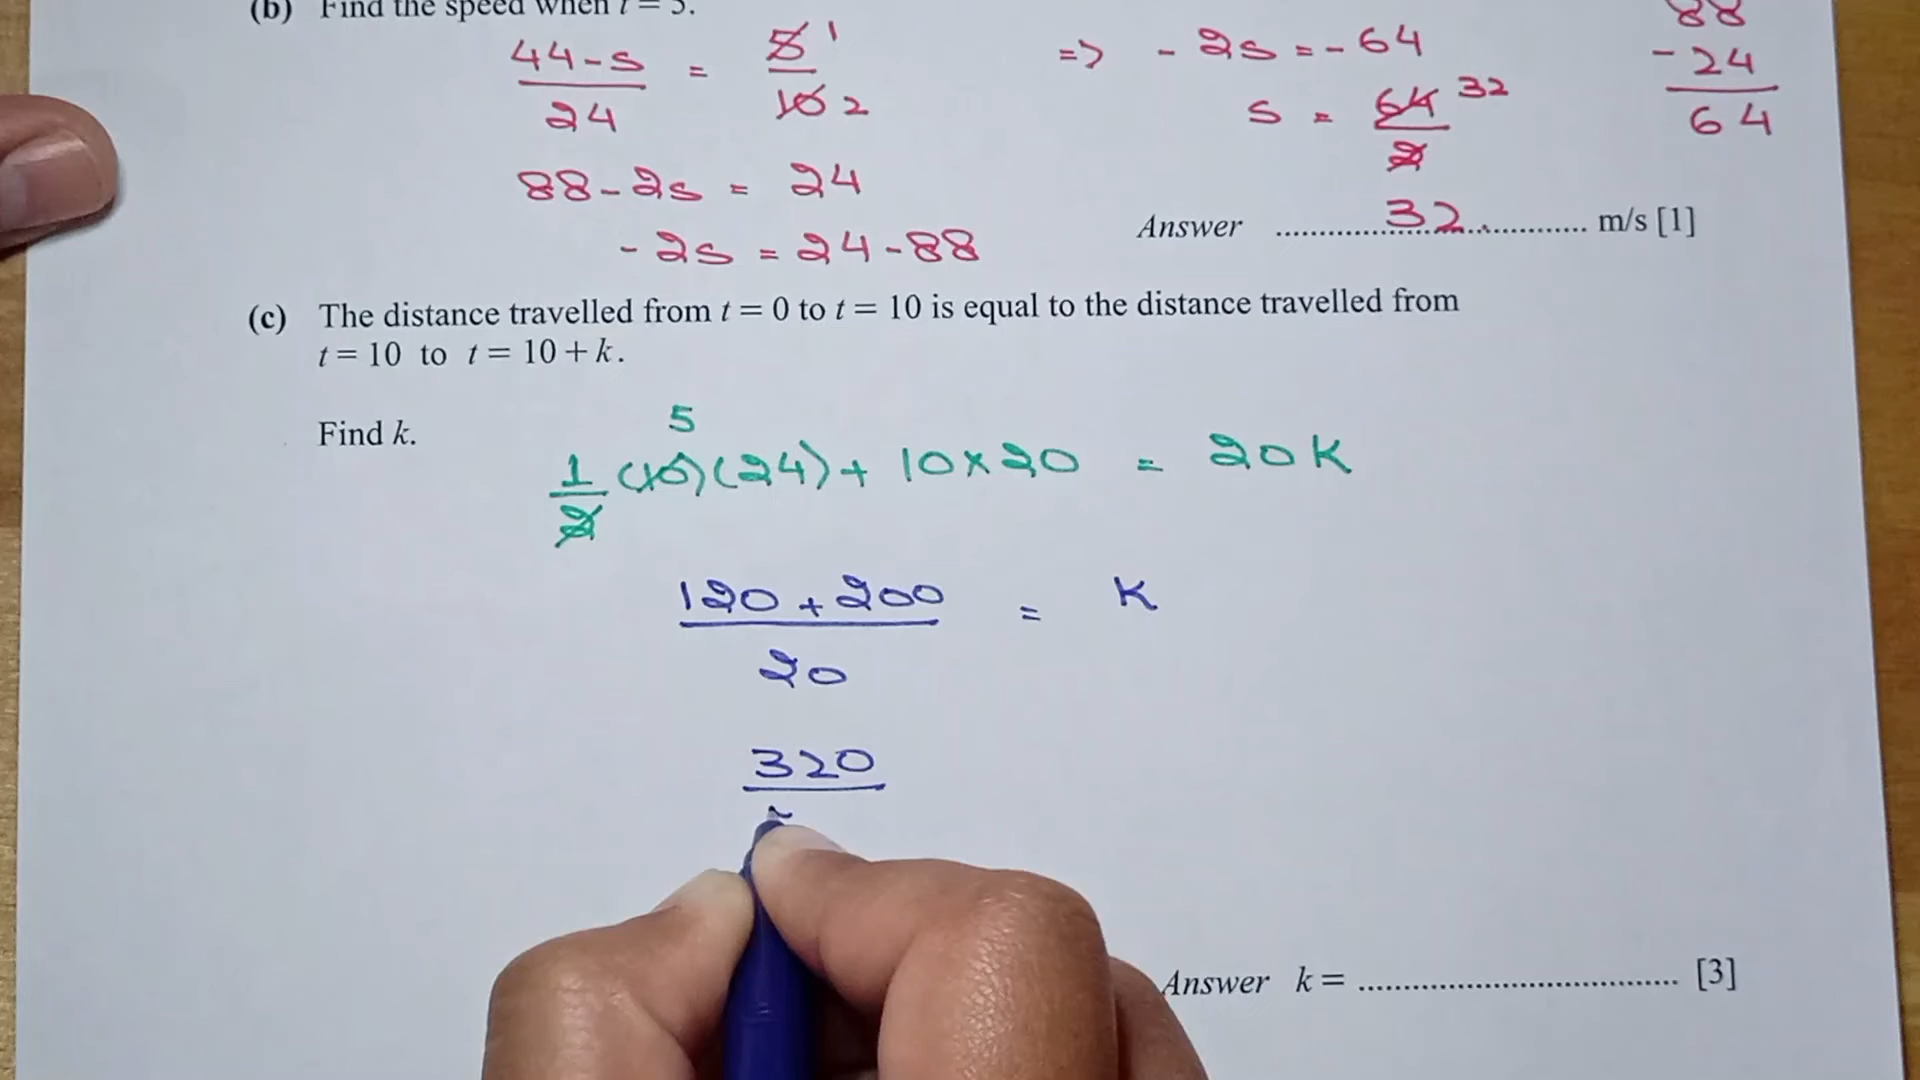 (b) Find the speed when t = 5.
44-s/24 = 5/10 1 2
88-2s = 24
-2s = 24-88
=> -2s = -64
s = 64/2 32
88
-24
64
Answer 32 m/s [1]
(c) The distance travelled from t = 0 to t = 10 is equal to the distance travelled from
t = 10 to t = 10 + k.
Find k.
5
1/2 (10)(24) + 10×20 = 20K
120 + 200/20 = K
320
Answer k = [3]